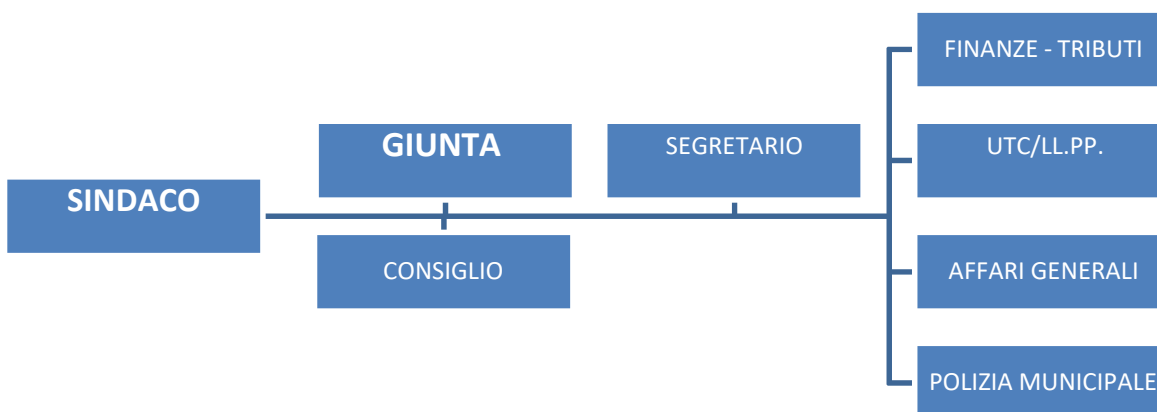 SINDACO
GIUNTA
CONSIGLIO
SEGRETARIO
FINANZE - TRIBUTI
UTC/LL.PP.
AFFARI GENERALI
POLIZIA MUNICIPALE